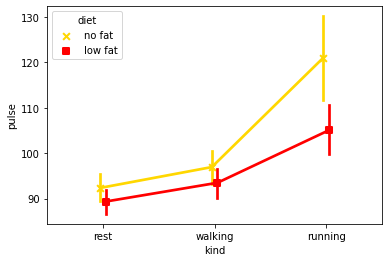 diet
no fat
low fat
130
120
110
100
90
pulse
rest walking running
kind